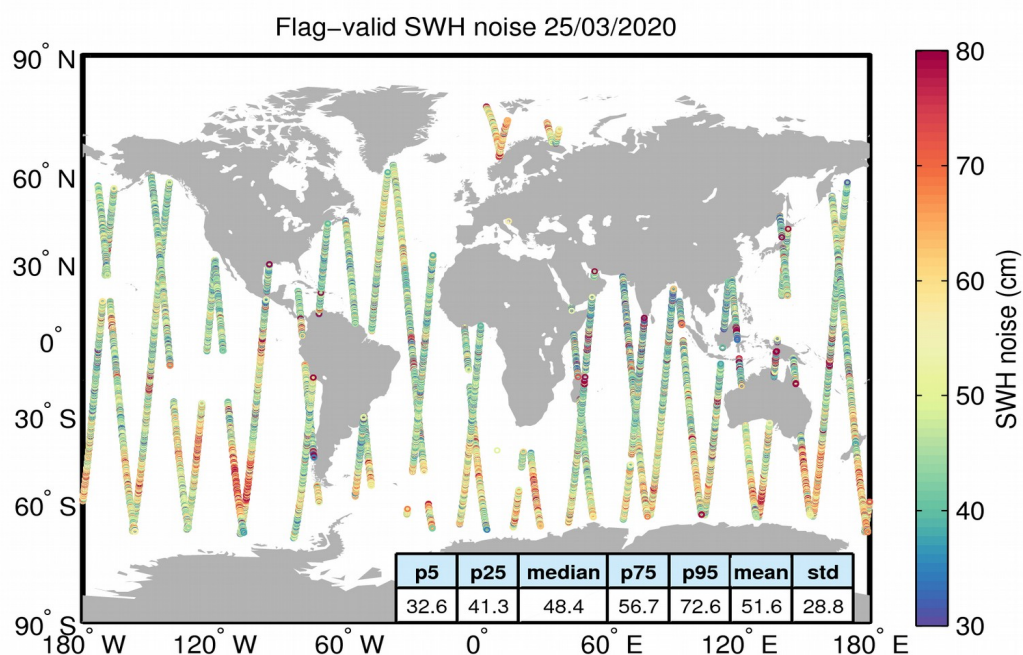 Flag−valid SWH noise 25/03/2020
90° N
60° N
30° N
0°
30° S
60° S
90° S
180° W
120° W
60° W
0°
60° E
120° E
180° E
80
70
60
50
40
30
SWH noise (cm)
p5 p25 median p75 p95 mean std
32.6 41.3 48.4 56.7 72.6 51.6 28.8